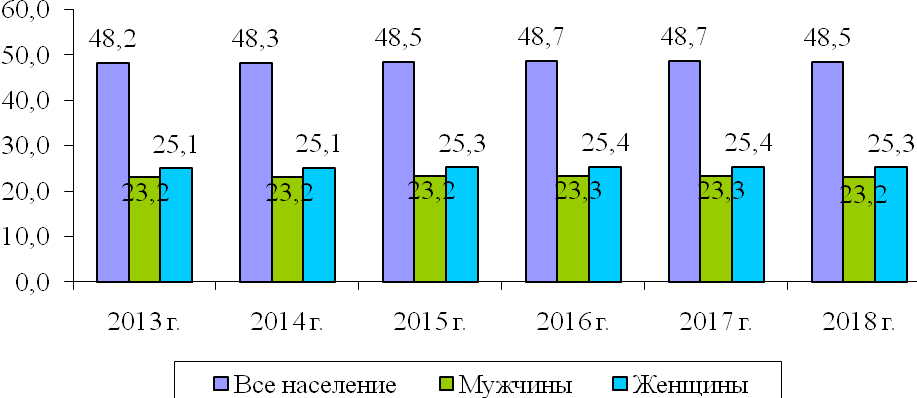 60,0
50,0
40,0
30,0
20,0
10,0
0,0
48,2
48,3
48,5
48,7
48,7
48,5
25,1
25,1
25,3
25,4
25,4
25,3
23,2
23,2
23,2
23,3
23,3
23,2
2013 г.
2014 г.
2015 г.
2016 г.
2017 г.
2018 г.
Все население
Мужчины
Женщины